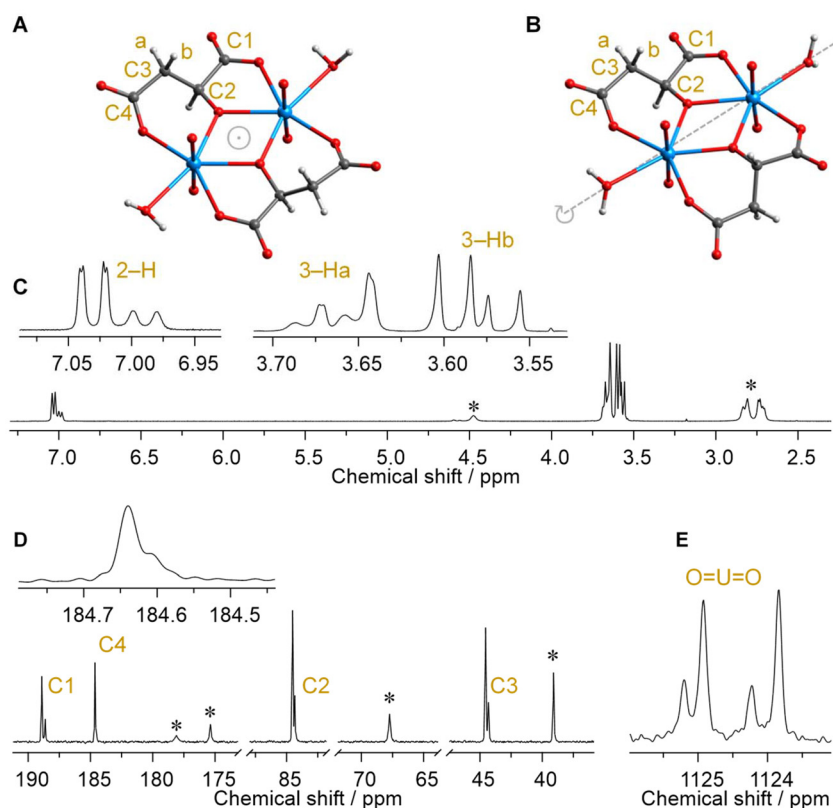 A
B
a
b
C1
C3
C2
C4
a
b
C1
C3
C2
C4
C
2–H
3–Ha
3–Hb
7.05 7.00 6.95
3.70 3.65 3.60 3.55
*
*
7.0 6.5 6.0 5.5 5.0 4.5 4.0 3.5 3.0 2.5
Chemical shift / ppm
D
E
184.7 184.6 184.5
O=U=O
C1
C4
*
*
C2
*
C3
*
190 185 180 175 85 70 65 45 40
1125 1124
Chemical shift / ppm
Chemical shift / ppm